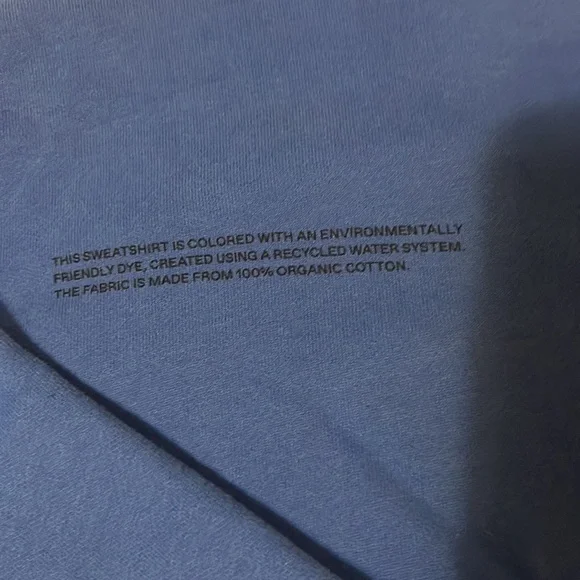 THIS SWEATSHIRT IS COLORED WITH AN ENVIRONMENTALLY
FRIENDLY DYE, CREATED USING A RECYCLED WATER SYSTEM.
THE FABRIC IS MADE FROM 100% ORGANIC COTTON.